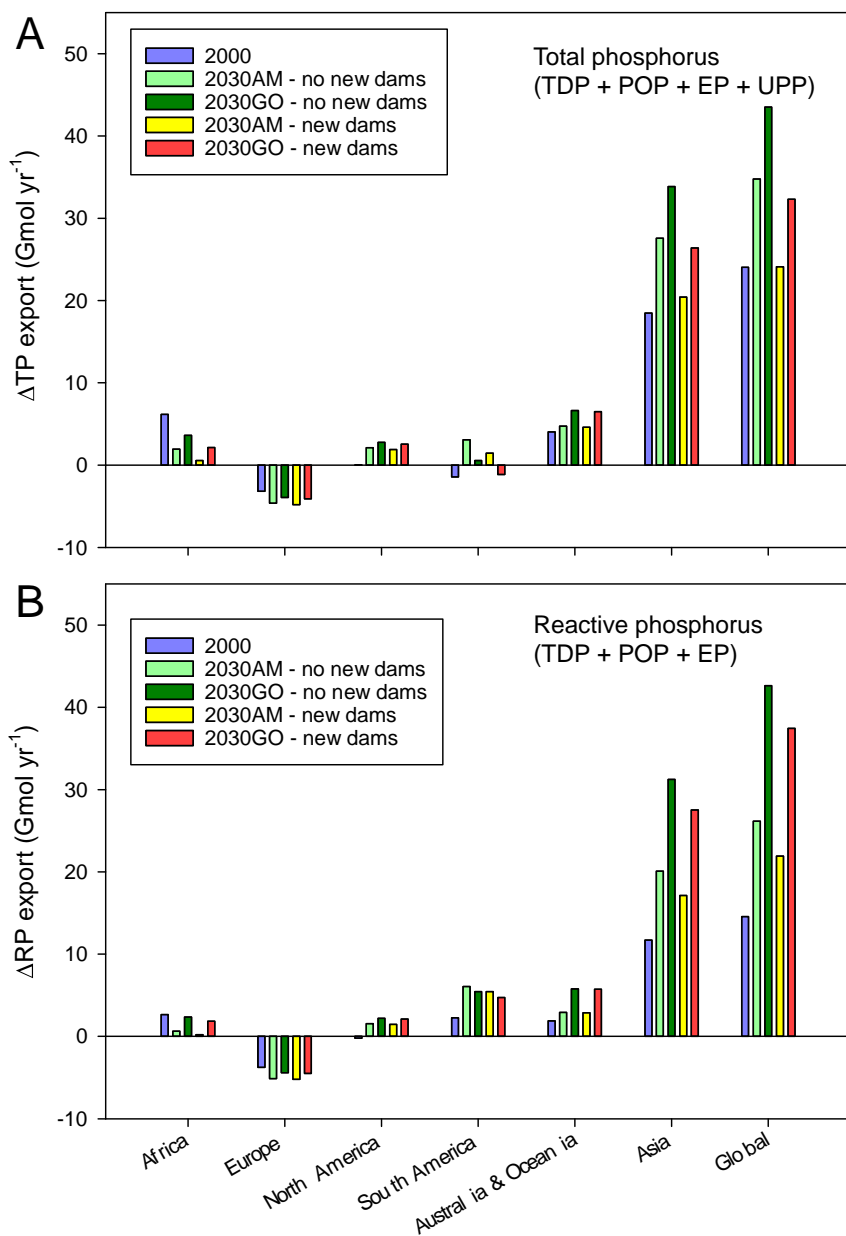 A
50
40
30
20
10
0
-10
ΔTP export (Gmol yr-1)
2000
2030AM - no new dams
2030GO - no new dams
2030AM - new dams
2030GO - new dams
Total phosphorus
(TDP + POP + EP + UPP)
B
50
40
30
20
10
0
-10
ΔRP export (Gmol yr-1)
2000
2030AM - no new dams
2030GO - no new dams
2030AM - new dams
2030GO - new dams
Reactive phosphorus
(TDP + POP + EP)
Africa
Europe
North America
South America
Australia & Oceania
Asia
Global